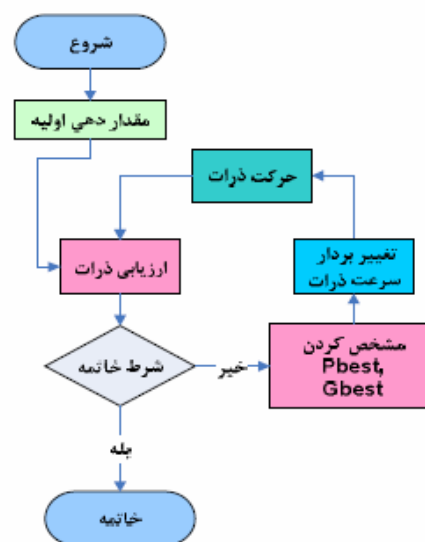 شروع
مقدار دهي اوليه
حرکت ذرات
ارزيابی ذرات
تغيير بردار
سرعت ذرات
شرط خاتمه
خير
مشخص کردن
Pbest,
Gbest
بله
خاتمه